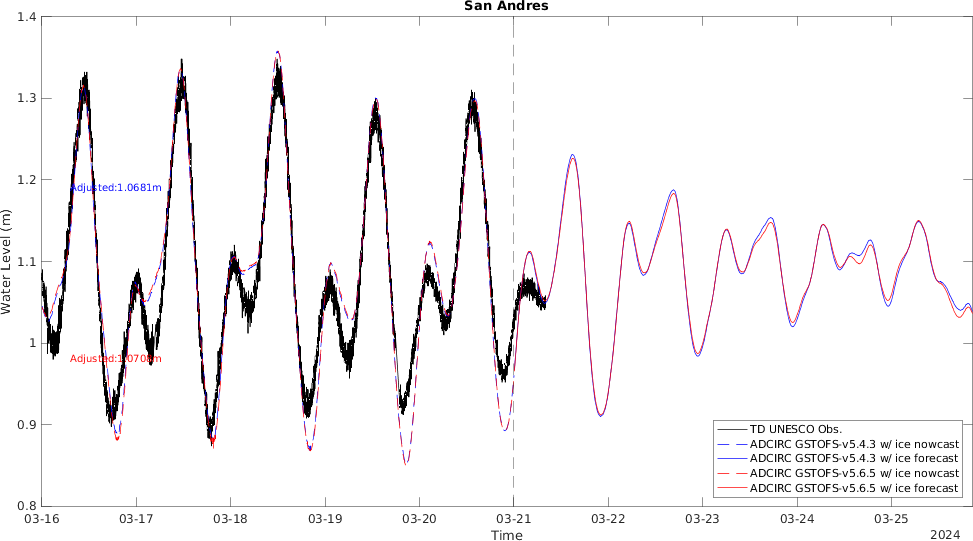 San Andres
1.4
1.3
1.2
1.1
1
0.9
0.8
Water Level (m)
Adjusted:1.0681m
Adjusted:1.0708m
TD UNESCO Obs.
ADCIRC GSTOFS-v5.4.3 w/ ice nowcast
ADCIRC GSTOFS-v5.4.3 w/ ice forecast
ADCIRC GSTOFS-v5.6.5 w/ ice nowcast
ADCIRC GSTOFS-v5.6.5 w/ ice forecast
03-16 03-17 03-18 03-19 03-20 03-21 03-22 03-23 03-24 03-25
Time
2024